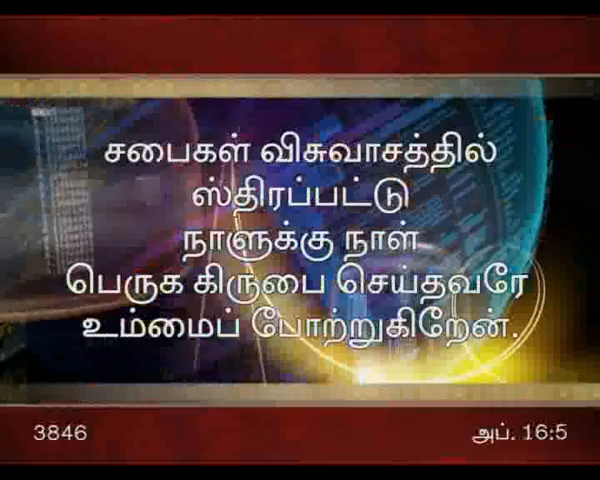 சபைகள் விசுவாசத்தில்
ஸ்திரப்பட்டு
நாளுக்கு நாள்
பெருக கிருபை செய்தவரே
உம்மைப் போற்றுகிறேன்.
3846
அப். 16:5